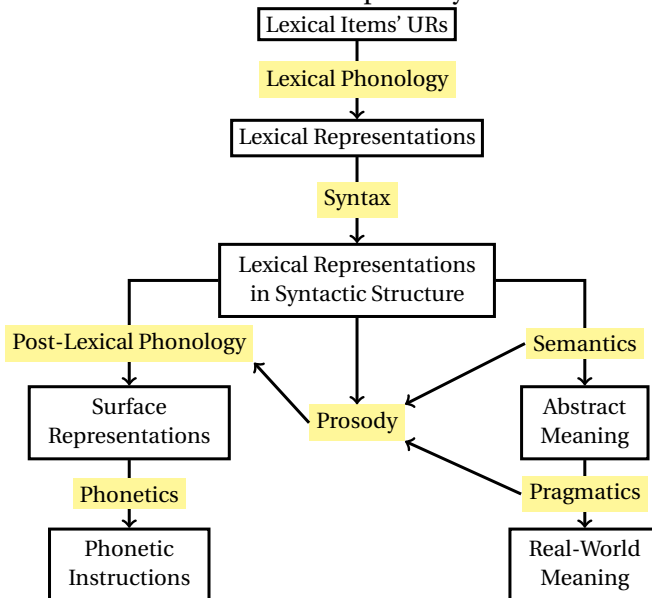 Lexical Items’ URs
Lexical Phonology
Lexical Representations
Syntax
Lexical Representations
in Syntactic Structure
Post-Lexical Phonology
Semantics
Surface
Representations
Prosody
Abstract
Meaning
Phonetics
Pragmatics
Phonetic
Instructions
Real-World
Meaning